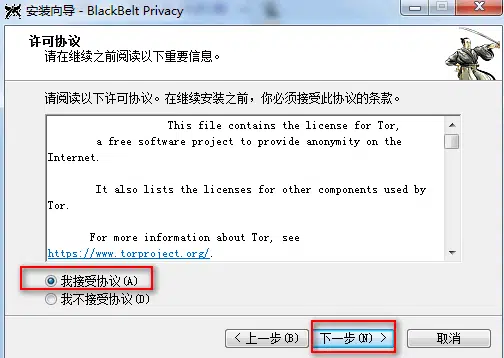 安装向导 - BlackBelt Privacy
许可协议
请在继续之前阅读以下重要信息。
请阅读以下许可协议。在继续安装之前，你必须接受此协议的条款。
This file contains the license for Tor,
a free software project to provide anonymity on the
Internet.
It also lists the licenses for other components used by
Tor.
For more information about Tor, see
https://www.torproject.org/.
我接受协议(A)
我不接受协议(D)
< 上一步(B)
下一步(N) >
取消